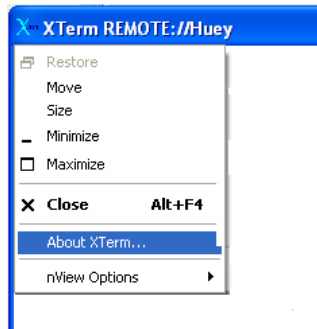 XTerm REMOTE://Huey
Restore
Move
Size
Minimize
Maximize
Close Alt+F4
About XTerm...
nView Options